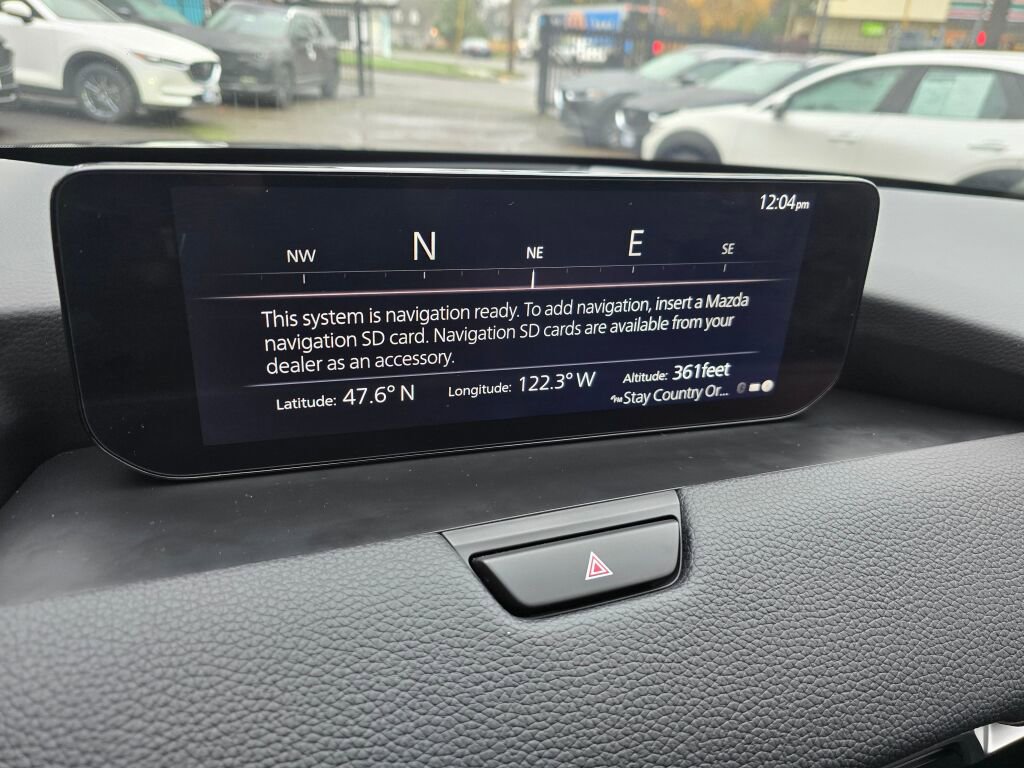 12:04pm
NW N NE E SE
This system is navigation ready. To add navigation, insert a Mazda
navigation SD card. Navigation SD cards are available from your
dealer as an accessory.
Latitude: 47.6° N Longitude: 122.3° W Altitude: 361feet
Stay Country Or...